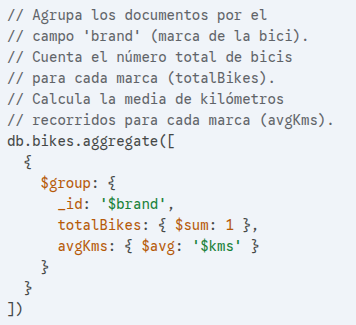 // Agrupa los documentos por el
// campo 'brand' (marca de la bici).
// Cuenta el número total de bicis
// para cada marca (totalBikes).
// Calcula la media de kilómetros
// recorridos para cada marca (avgKms).
db.bikes.aggregate([
  {
    $group: {
      _id: '$brand',
      totalBikes: { $sum: 1 },
      avgKms: { $avg: '$kms' }
    }
  }
])